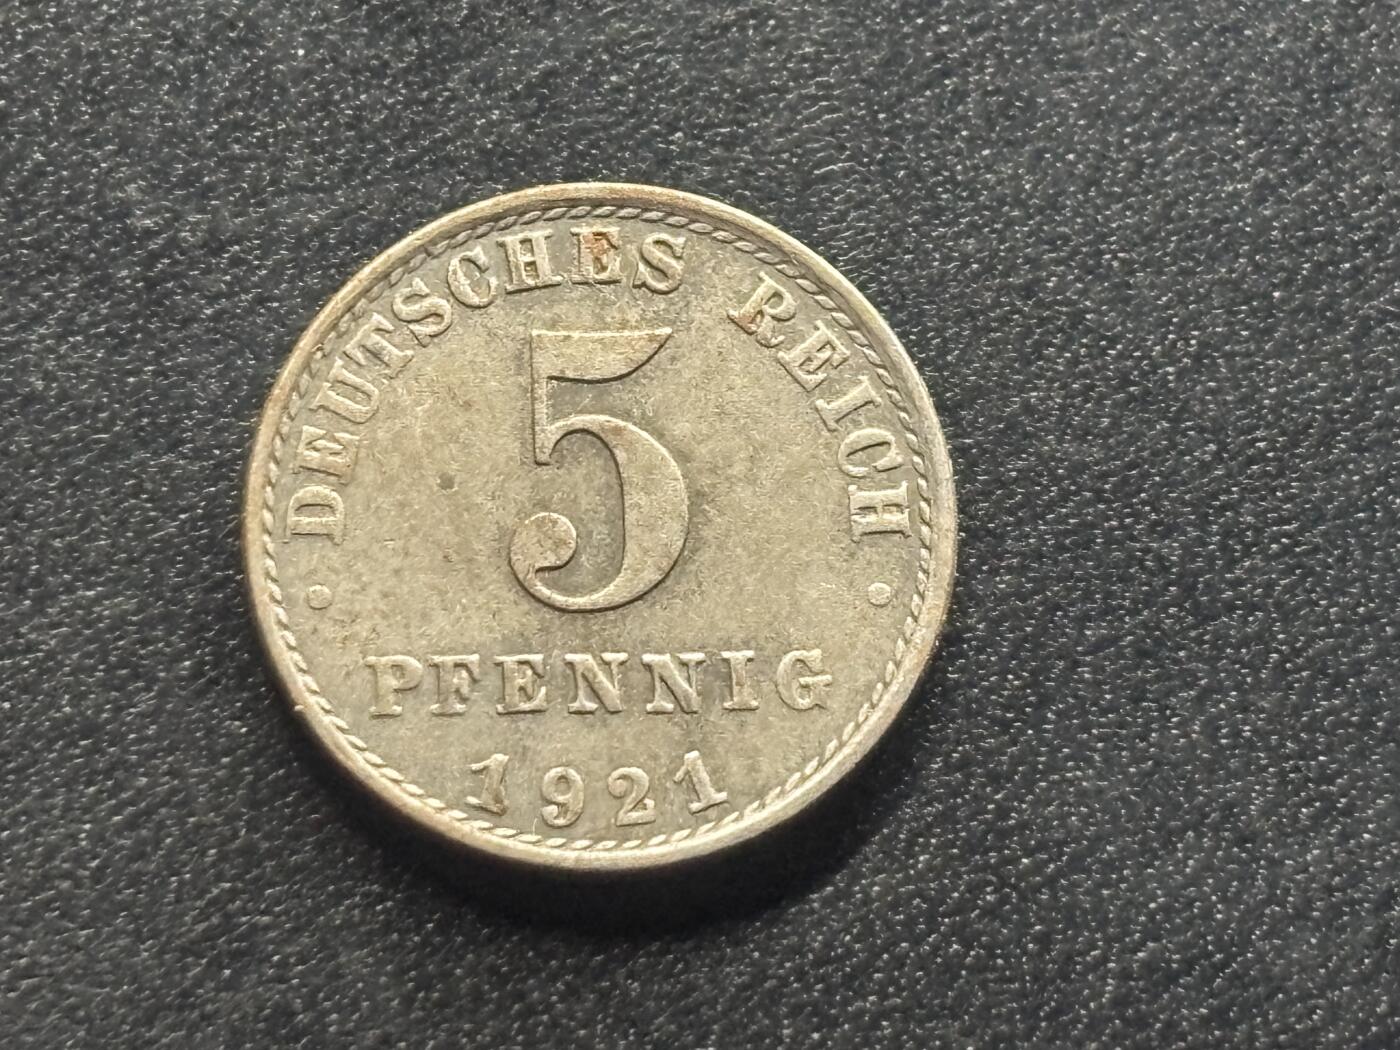 · DEUTSCHES REICH ·
5
PFENNIG
1921